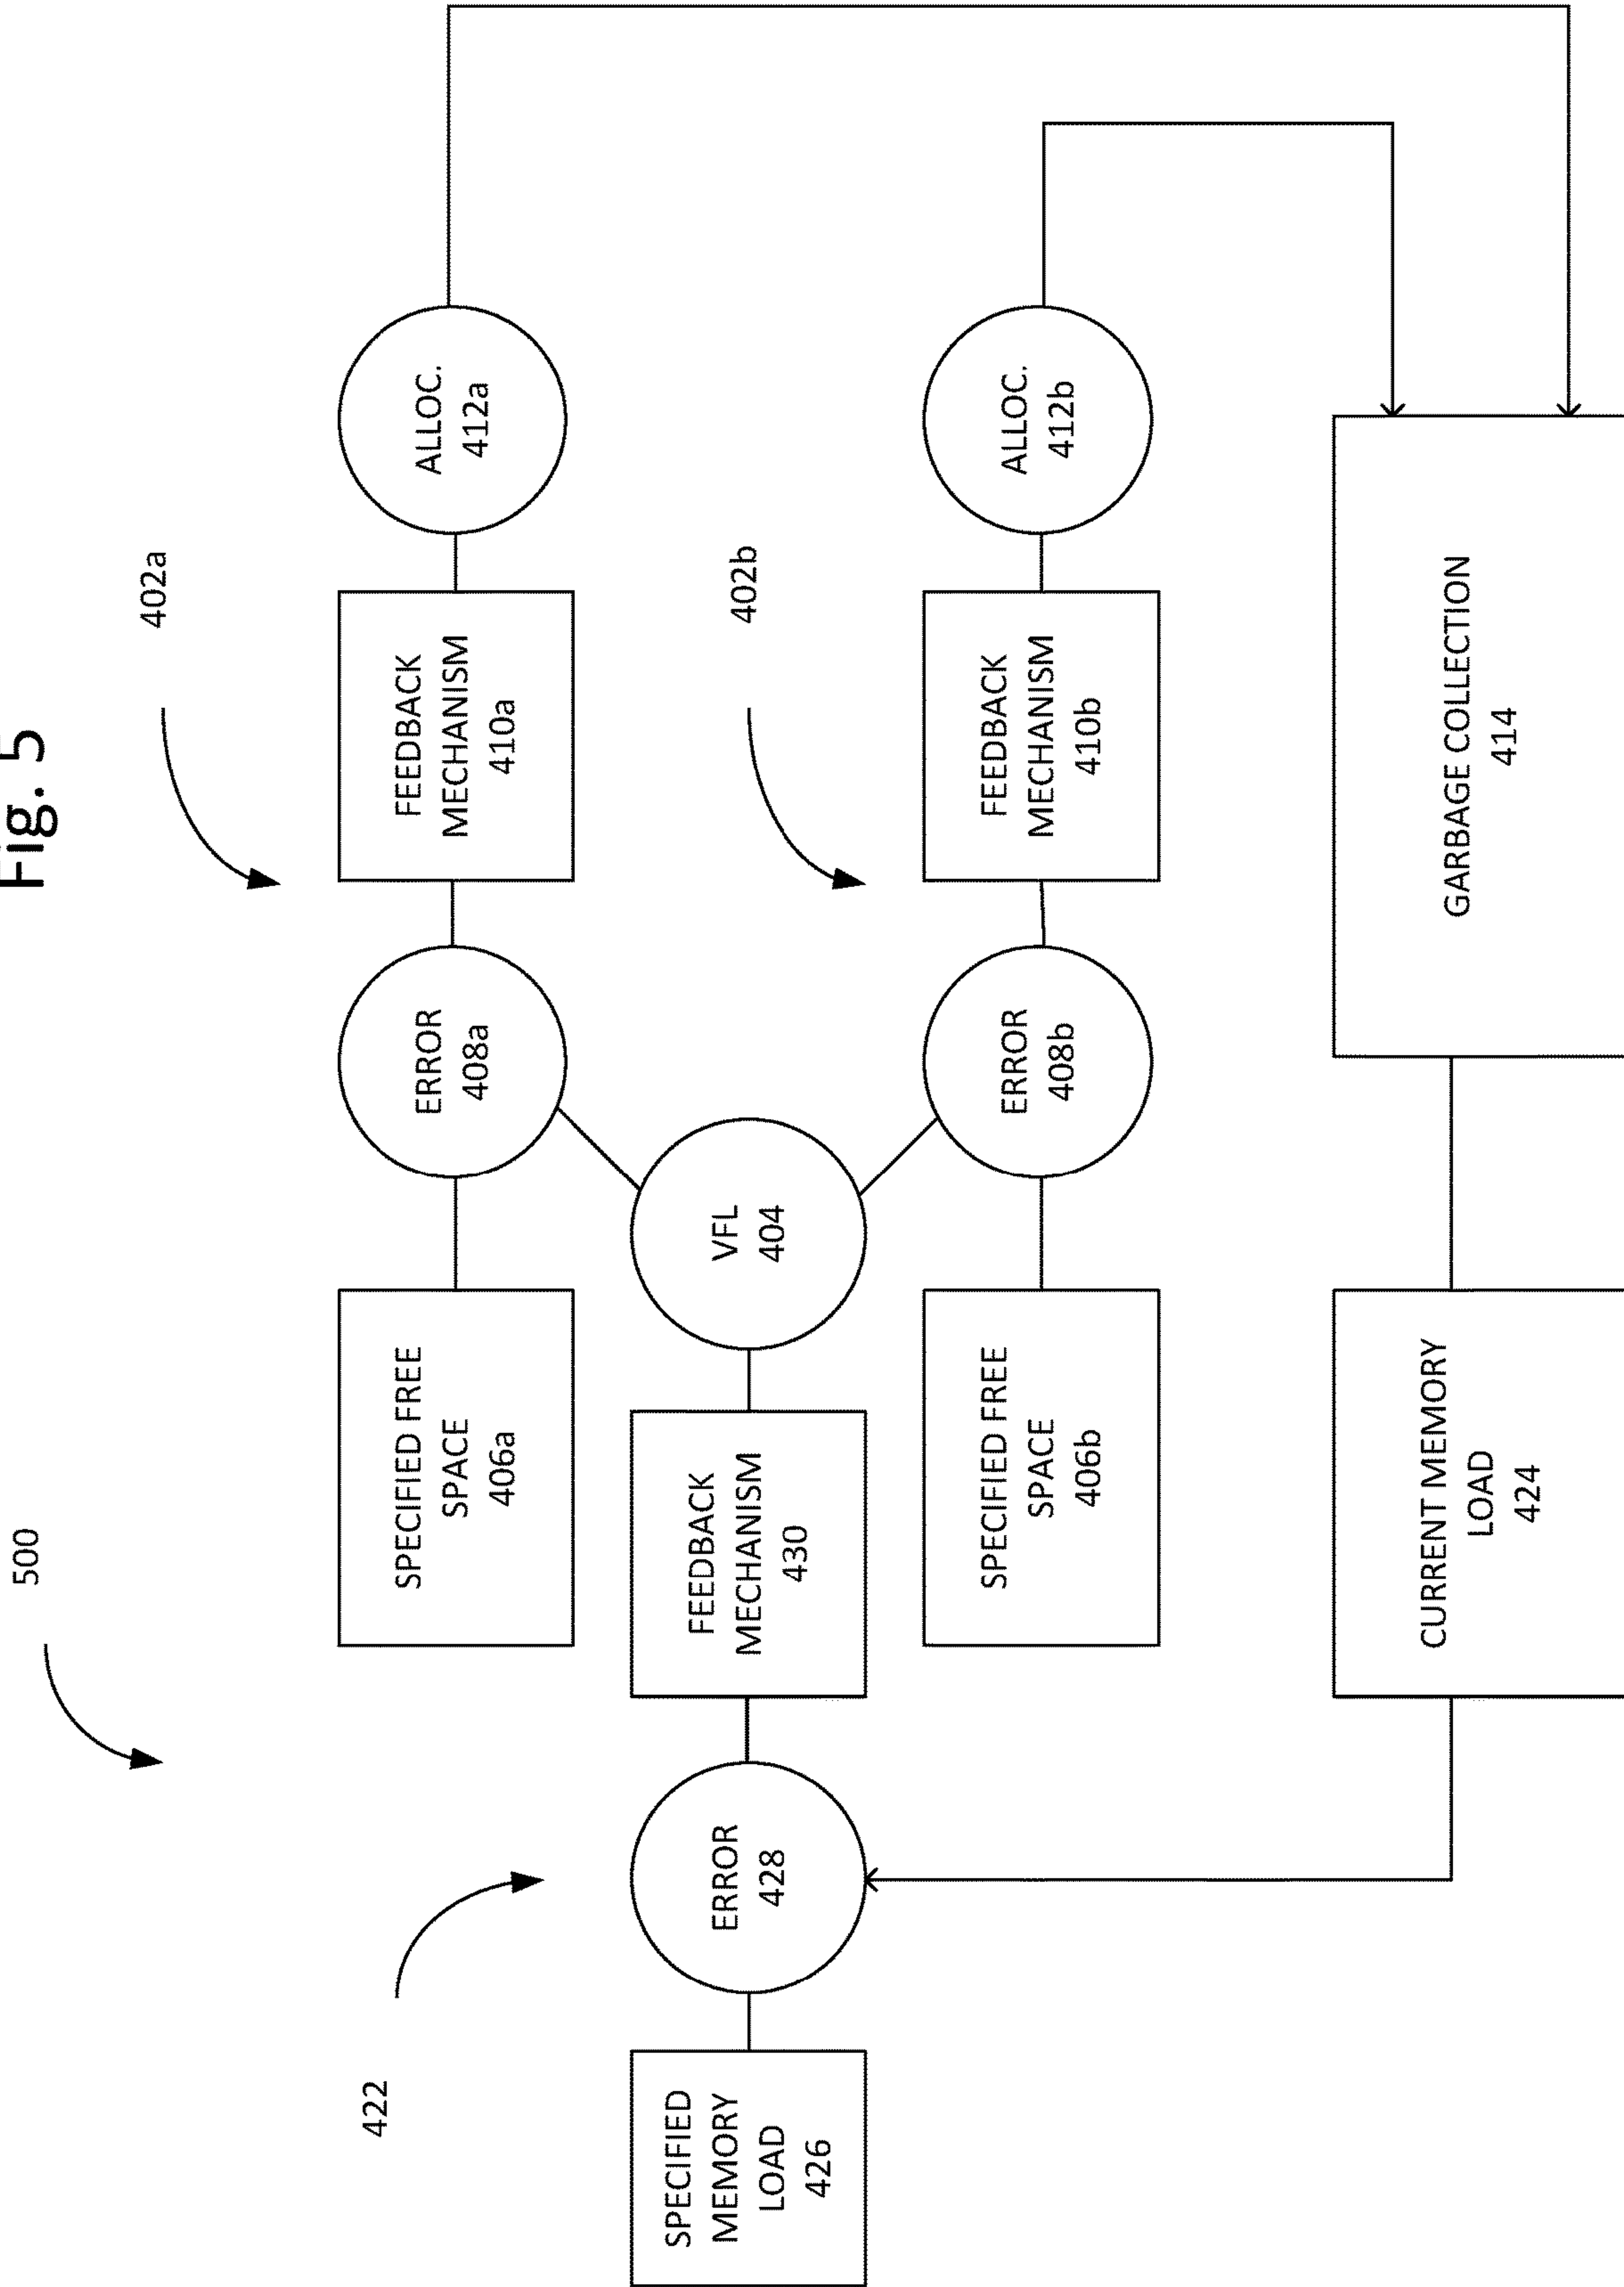 Fig. 5
500
402a
SPECIFIED FREE
SPACE
406a
ERROR
408a
FEEDBACK
MECHANISM
410a
ALLOC.
412a
422
SPECIFIED
MEMORY
LOAD
426
ERROR
428
FEEDBACK
MECHANISM
430
VFL
404
402b
SPECIFIED FREE
SPACE
406b
ERROR
408b
FEEDBACK
MECHANISM
410b
ALLOC.
412b
CURRENT MEMORY
LOAD
424
GARBAGE COLLECTION
414